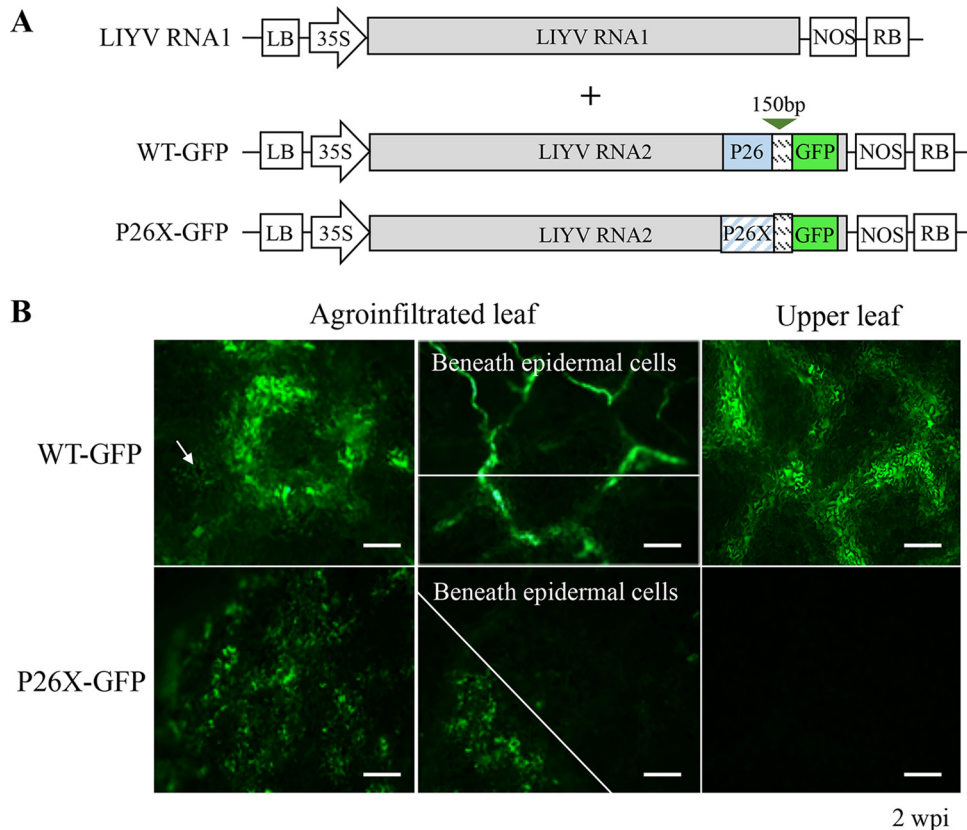 A
LIYV RNA1 LB 35S LIYV RNA1 NOS RB
+
150bp
WT-GFP LB 35S LIYV RNA2 P26 GFP NOS RB
P26X-GFP LB 35S LIYV RNA2 P26X GFP NOS RB
B
Agroinfiltrated leaf Upper leaf
WT-GFP Beneath epidermal cells
P26X-GFP Beneath epidermal cells
2 wpi